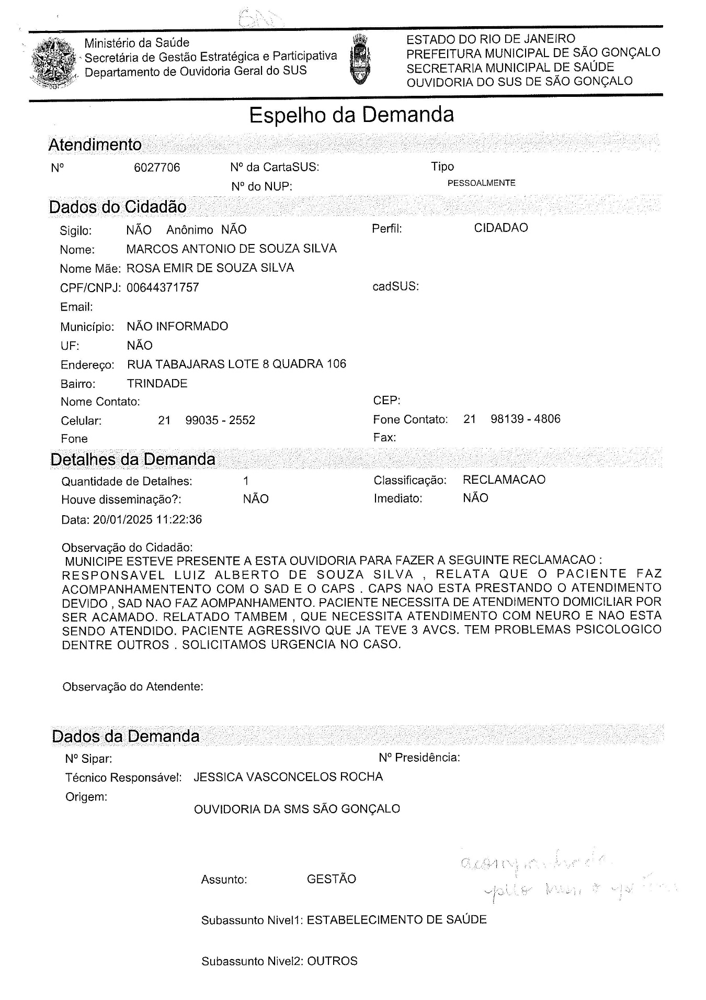 SAD
Ministério da Saúde
Secretária de Gestão Estratégica e Participativa
Departamento de Ouvidoria Geral do SUS
ESTADO DO RIO DE JANEIRO
PREFEITURA MUNICIPAL DE SÃO GONÇALO
SECRETARIA MUNICIPAL DE SAÚDE
OUVIDORIA DO SUS DE SÃO GONÇALO
Espelho da Demanda
Atendimento
Nº 6027706 Nº da CartaSUS: Tipo
Nº do NUP: PESSOALMENTE
Dados do Cidadão
Sigilo: NÃO Anônimo NÃO Perfil: CIDADAO
Nome: MARCOS ANTONIO DE SOUZA SILVA
Nome Mãe: ROSA EMIR DE SOUZA SILVA
CPF/CNPJ: 00644371757 cadSUS:
Email:
Município: NÃO INFORMADO
UF: NÃO
Endereço: RUA TABAJARAS LOTE 8 QUADRA 106
Bairro: TRINDADE
Nome Contato: CEP:
Celular: 21 99035 - 2552 Fone Contato: 21 98139 - 4806
Fone Fax:
Detalhes da Demanda
Quantidade de Detalhes: 1 Classificação: RECLAMACAO
Houve disseminação?: NÃO Imediato: NÃO
Data: 20/01/2025 11:22:36
Observação do Cidadão:
MUNICIPE ESTEVE PRESENTE A ESTA OUVIDORIA PARA FAZER A SEGUINTE RECLAMACAO :
RESPONSAVEL LUIZ ALBERTO DE SOUZA SILVA , RELATA QUE O PACIENTE FAZ
ACOMPANHAMENTENTO COM O SAD E O CAPS . CAPS NAO ESTA PRESTANDO O ATENDIMENTO
DEVIDO , SAD NAO FAZ AOMPANHAMENTO. PACIENTE NECESSITA DE ATENDIMENTO DOMICILIAR POR
SER ACAMADO. RELATADO TAMBEM , QUE NECESSITA ATENDIMENTO COM NEURO E NAO ESTA
SENDO ATENDIDO. PACIENTE AGRESSIVO QUE JA TEVE 3 AVCS. TEM PROBLEMAS PSICOLOGICO
DENTRE OUTROS . SOLICITAMOS URGENCIA NO CASO.
Observação do Atendente:
Dados da Demanda
Nº Sipar: Nº Presidência:
Técnico Responsável: JESSICA VASCONCELOS ROCHA
Origem:
OUVIDORIA DA SMS SÃO GONÇALO
Assunto: GESTÃO
pelo
Subassunto Nivel1: ESTABELECIMENTO DE SAÚDE
Subassunto Nivel2: OUTROS